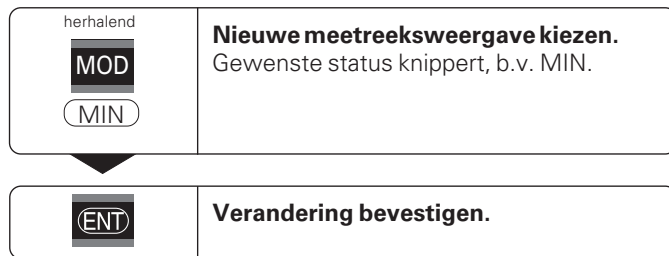 herhalend
MOD
MIN
Nieuwe meetreeksweergave kiezen.
Gewenste status knippert, b.v. MIN.
ENT
Verandering bevestigen.